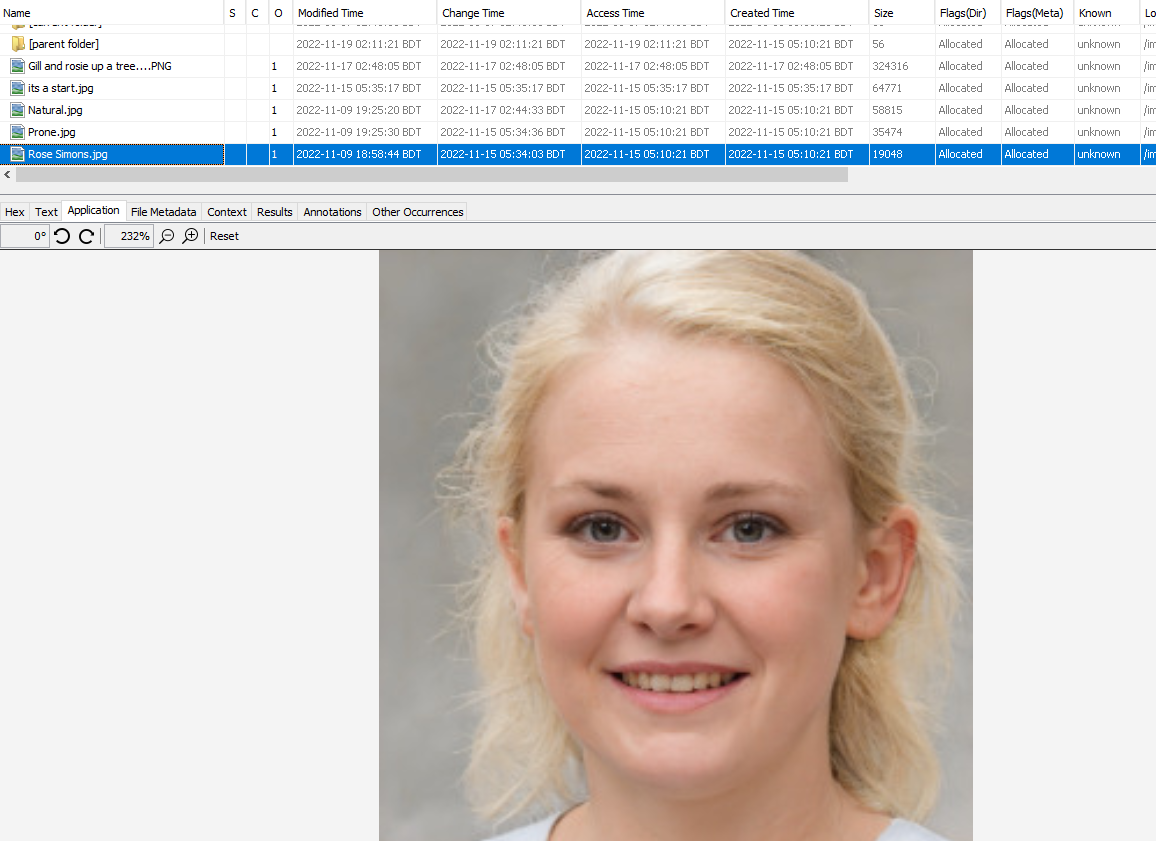 Name S C O Modified Time Change Time Access Time Created Time Size Flags(Dir) Flags(Meta) Known Lo
[parent folder] 2022-11-19 02:11:21 BDT 2022-11-19 02:11:21 BDT 2022-11-19 02:11:21 BDT 2022-11-15 05:10:21 BDT 56 Allocated Allocated unknown /im
Gill and rosie up a tree....PNG 1 2022-11-17 02:48:05 BDT 2022-11-17 02:48:05 BDT 2022-11-17 02:48:05 BDT 2022-11-17 02:48:05 BDT 324316 Allocated Allocated unknown /im
its a start.jpg 1 2022-11-15 05:35:17 BDT 2022-11-15 05:35:17 BDT 2022-11-15 05:35:17 BDT 2022-11-15 05:35:17 BDT 64771 Allocated Allocated unknown /im
Natural.jpg 1 2022-11-09 19:25:20 BDT 2022-11-17 02:44:33 BDT 2022-11-15 05:10:21 BDT 2022-11-15 05:10:21 BDT 58815 Allocated Allocated unknown /im
Prone.jpg 1 2022-11-09 19:25:30 BDT 2022-11-15 05:34:36 BDT 2022-11-15 05:10:21 BDT 2022-11-15 05:10:21 BDT 35474 Allocated Allocated unknown /im
Rose Simons.jpg 1 2022-11-09 18:58:44 BDT 2022-11-15 05:34:03 BDT 2022-11-15 05:10:21 BDT 2022-11-15 05:10:21 BDT 19048 Allocated Allocated unknown /im
Hex Text Application File Metadata Context Results Annotations Other Occurrences
0° 232% Reset